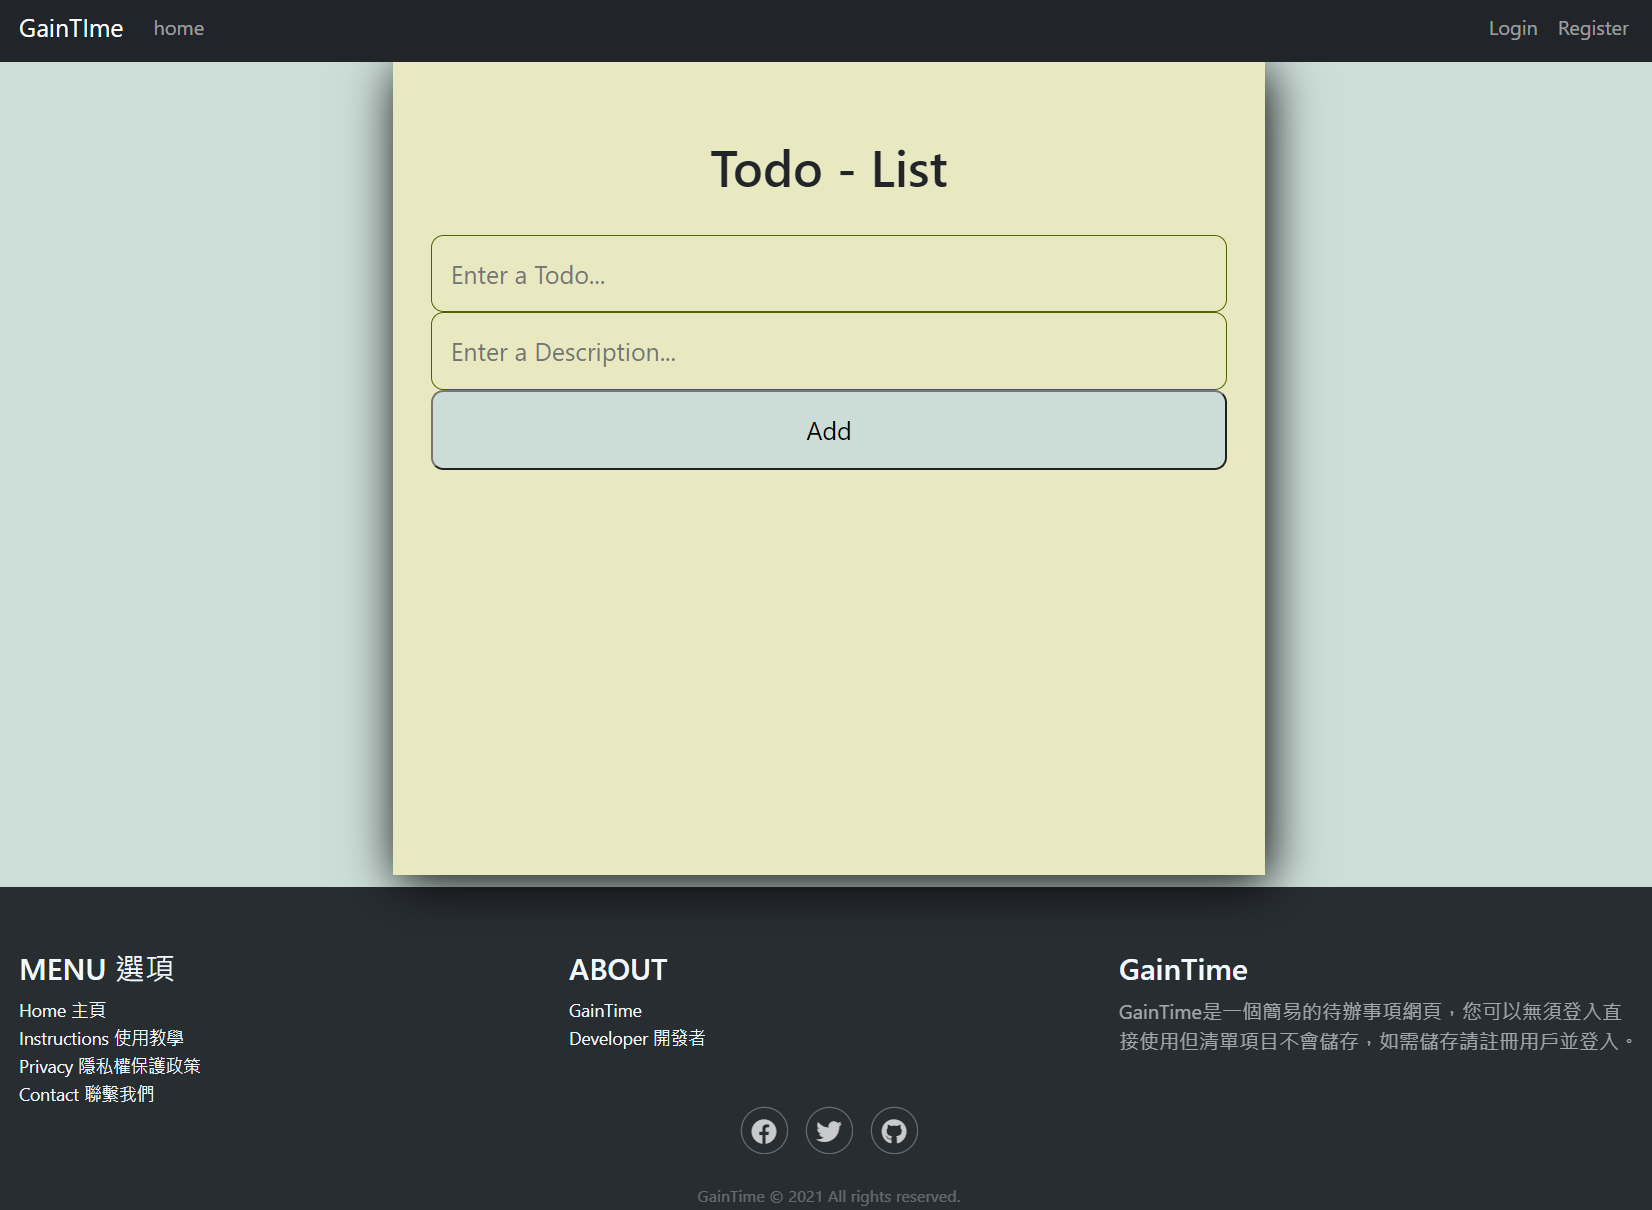 GainTIme home Login Register
Todo - List
Enter a Todo...
Enter a Description...
Add
MENU 選項
Home 主頁
Instructions 使用教學
Privacy 隱私權保護政策
Contact 聯繫我們
ABOUT
GainTime
Developer 開發者
GainTime
GainTime是一個簡易的待辦事項網頁，您可以無須登入直
接使用但清單項目不會儲存，如需儲存請註冊用戶並登入。
GainTime © 2021 All rights reserved.